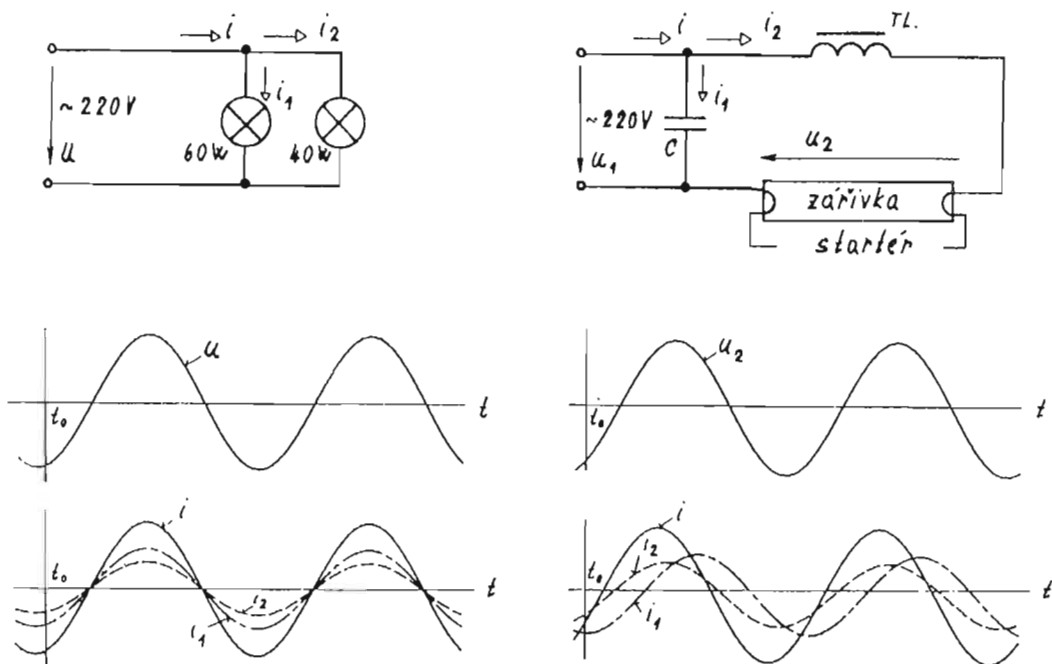 i i₂
i₁
~220V
u
60W 40W
TL.
i i₂
i₁
~220V
u₁
C
u₂
zářivka
startér
u
t₀
t
u₂
t₀
t
i
t₀
t
i₂
i₁
i
i₂
t₀
t
i₁